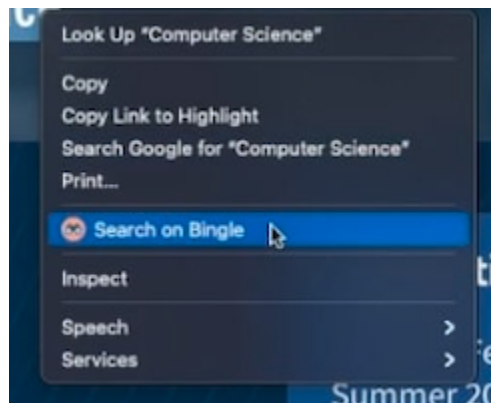 Look Up "Computer Science"
Copy
Copy Link to Highlight
Search Google for "Computer Science"
Print...
Search on Bingle
Inspect
Speech
Services
Summer 20